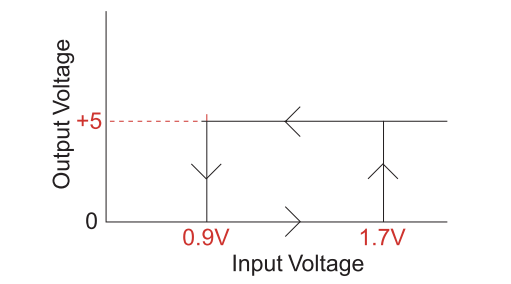 Output Voltage
+5
0
0.9V
1.7V
Input Voltage